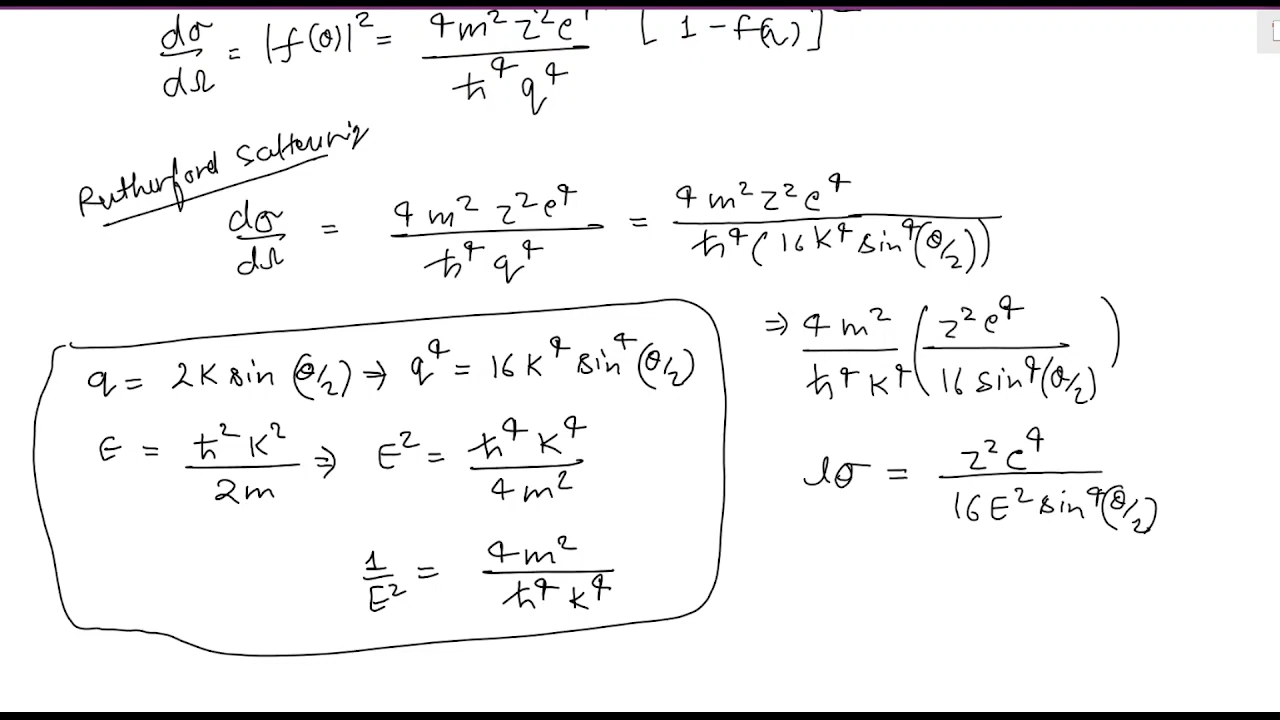 dσ/dΩ = |f(θ)|² = 4m²z²e⁴/ħ⁴q⁴ [1-f(q)]²
Rutherford Scatturing
dσ/dΩ = 4m²z²e⁴/ħ⁴q⁴ = 4m²z²e⁴/ħ⁴(16K⁴sin⁴(θ/2))
⇒ 4m²/ħ⁴K⁴ (z²e⁴/16 sin⁴(θ/2))
q = 2K sin(θ/2) ⇒ q⁴ = 16K⁴sin⁴(θ/2)
E = ħ²K²/2m ⇒ E² = ħ⁴K⁴/4m²
= z²e⁴/16E²sin⁴(θ/2)
1/E² = 4m²/ħ⁴K⁴